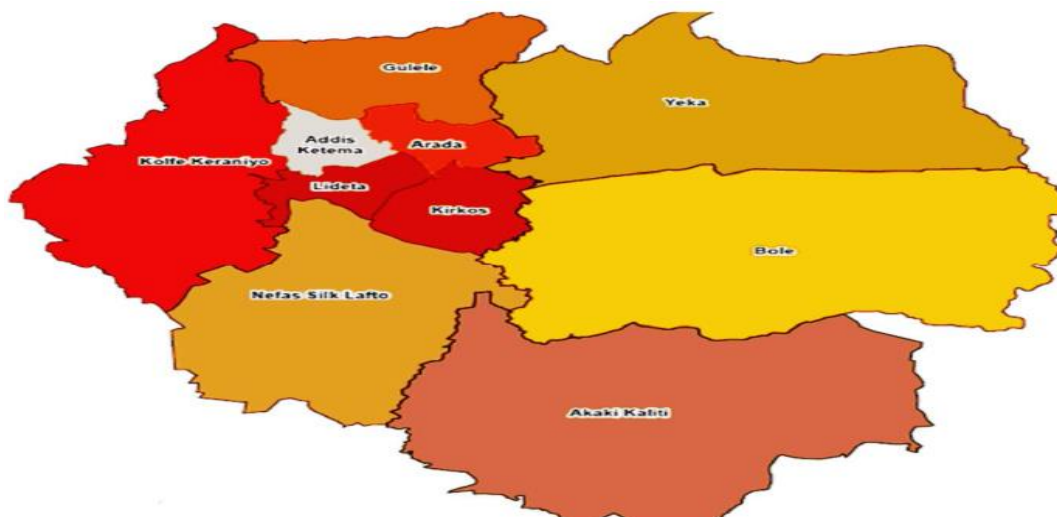 Gulele
Yeka
Addis
Ketema
Arada
Kolfe Keraniyo
Lideta
Kirkos
Bole
Nefas Silk Lafto
Akaki Kaliti